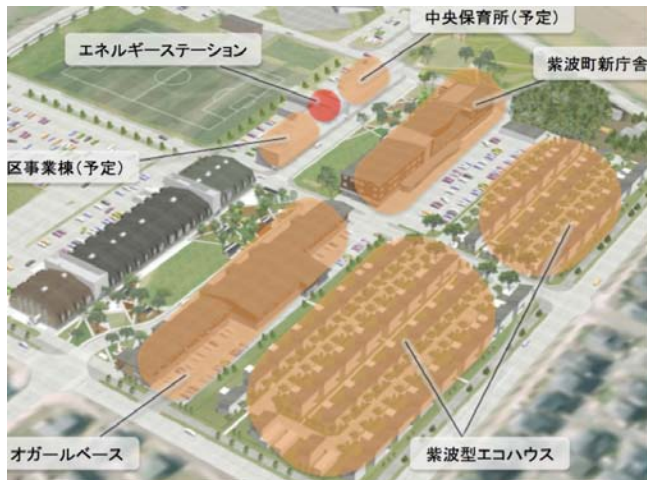 中央保育所(予定)
エネルギーステーション
紫波町新庁舎
区事業棟(予定)
オガールベース
紫波型エコハウス